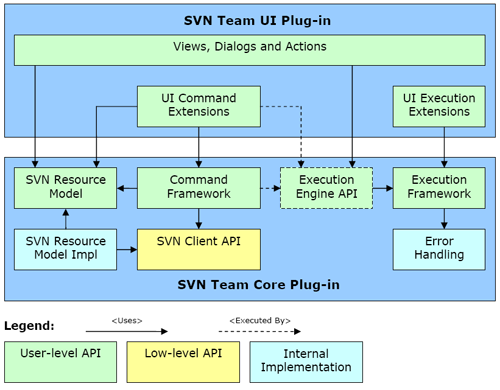 SVN Team UI Plug-in
Views, Dialogs and Actions
UI Command
Extensions
UI Execution
Extensions
SVN Resource
Model
Command
Framework
Execution
Engine API
Execution
Framework
SVN Resource
Model Impl
SVN Client API
Error
Handling
SVN Team Core Plug-in
Legend:
<Uses>
<Executed By>
User-level API
Low-level API
Internal
Implementation